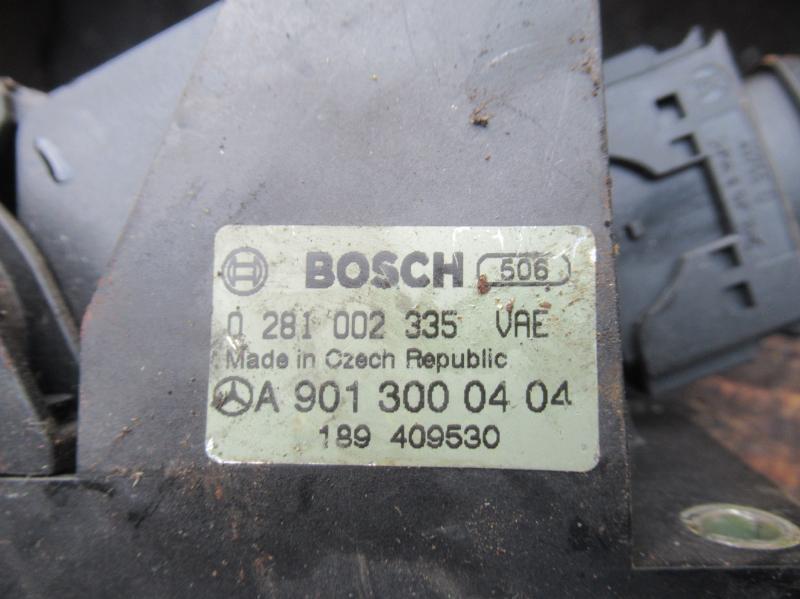 BOSCH 506
0 281 002 335 VAE
Made in Czech Republic
A 901 300 04 04
189 409530